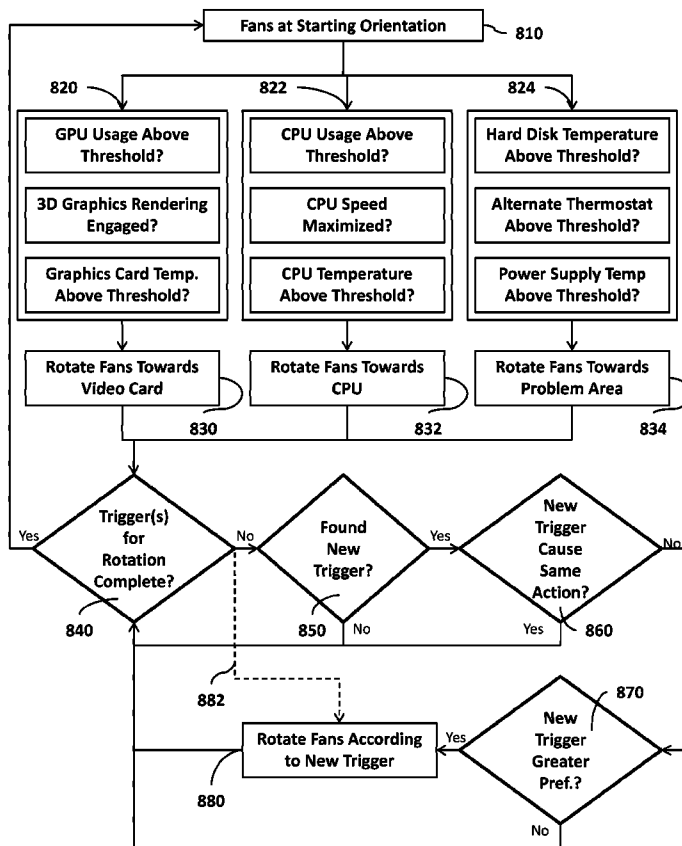 Fans at Starting Orientation
810
820
822
824
GPU Usage Above
Threshold?
3D Graphics Rendering
Engaged?
Graphics Card Temp.
Above Threshold?
CPU Usage Above
Threshold?
CPU Speed
Maximized?
CPU Temperature
Above Threshold?
Hard Disk Temperature
Above Threshold?
Alternate Thermostat
Above Threshold?
Power Supply Temp
Above Threshold?
Rotate Fans Towards
Video Card
830
Rotate Fans Towards
CPU
832
Rotate Fans Towards
Problem Area
834
Yes
Trigger(s)
for
Rotation
Complete?
840
No
Found
New
Trigger?
850
Yes
No
New
Trigger
Cause
Same
Action?
860
No
Yes
882
Rotate Fans According
to New Trigger
880
Yes
New
Trigger
Greater
Pref.?
870
No